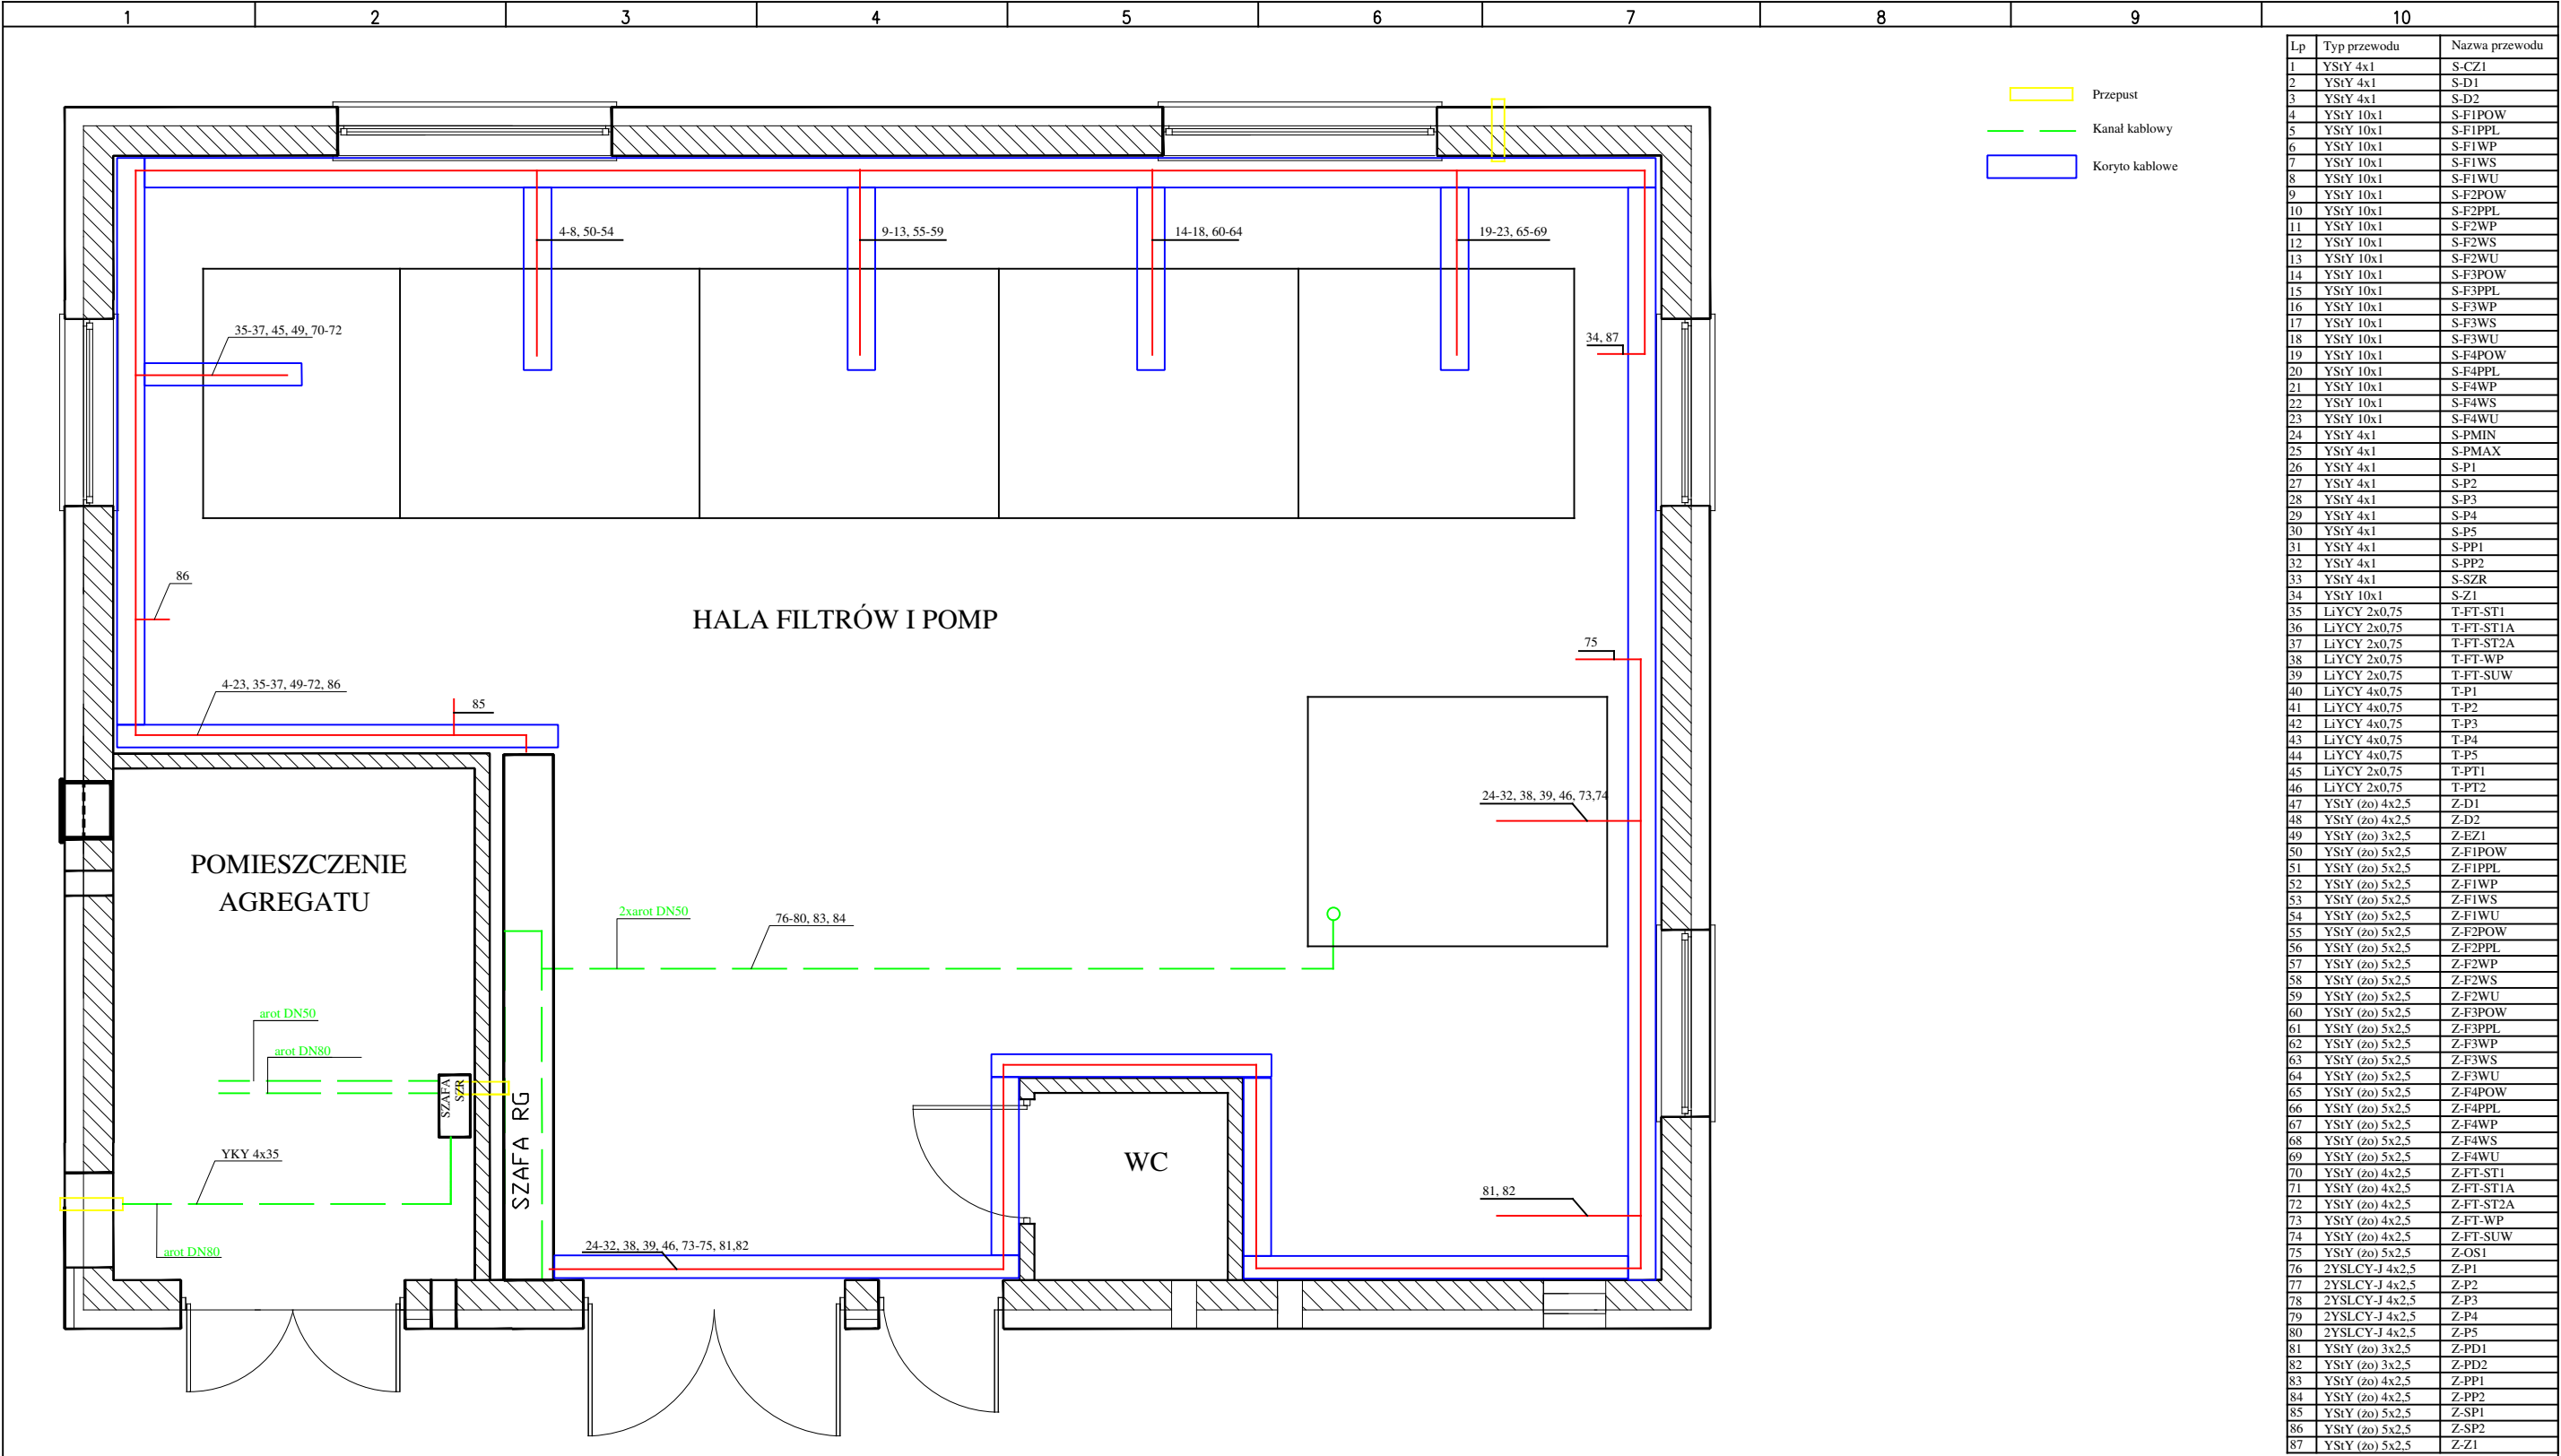 1 2 3 4 5 6 7 8 9 10
Przepust
Kanał kablowy
Koryto kablowe
4-8, 50-54
9-13, 55-59
14-18, 60-64
19-23, 65-69
35-37, 45, 49, 70-72
34, 87
86
HALA FILTRÓW I POMP
75
4-23, 35-37, 49-72, 86
85
24-32, 38, 39, 46, 73,74
POMIESZCZENIE
AGREGATU
2xarot DN50
76-80, 83, 84
arot DN50
arot DN80
SZAFA
SZR
SZAFA RG
YKY 4x35
WC
81, 82
arot DN80
24-32, 38, 39, 46, 73-75, 81,82
Lp Typ przewodu Nazwa przewodu
1 YStY 4x1 S-CZ1
2 YStY 4x1 S-D1
3 YStY 4x1 S-D2
4 YStY 10x1 S-F1POW
5 YStY 10x1 S-F1PPL
6 YStY 10x1 S-F1WP
7 YStY 10x1 S-F1WS
8 YStY 10x1 S-F1WU
9 YStY 10x1 S-F2POW
10 YStY 10x1 S-F2PPL
11 YStY 10x1 S-F2WP
12 YStY 10x1 S-F2WS
13 YStY 10x1 S-F2WU
14 YStY 10x1 S-F3POW
15 YStY 10x1 S-F3PPL
16 YStY 10x1 S-F3WP
17 YStY 10x1 S-F3WS
18 YStY 10x1 S-F3WU
19 YStY 10x1 S-F4POW
20 YStY 10x1 S-F4PPL
21 YStY 10x1 S-F4WP
22 YStY 10x1 S-F4WS
23 YStY 10x1 S-F4WU
24 YStY 4x1 S-PMIN
25 YStY 4x1 S-PMAX
26 YStY 4x1 S-P1
27 YStY 4x1 S-P2
28 YStY 4x1 S-P3
29 YStY 4x1 S-P4
30 YStY 4x1 S-P5
31 YStY 4x1 S-PP1
32 YStY 4x1 S-PP2
33 YStY 4x1 S-SZR
34 YStY 10x1 S-Z1
35 LiYCY 2x0,75 T-FT-ST1
36 LiYCY 2x0,75 T-FT-ST1A
37 LiYCY 2x0,75 T-FT-ST2A
38 LiYCY 2x0,75 T-FT-WP
39 LiYCY 2x0,75 T-FT-SUW
40 LiYCY 4x0,75 T-P1
41 LiYCY 4x0,75 T-P2
42 LiYCY 4x0,75 T-P3
43 LiYCY 4x0,75 T-P4
44 LiYCY 4x0,75 T-P5
45 LiYCY 2x0,75 T-PT1
46 LiYCY 2x0,75 T-PT2
47 YStY (żo) 4x2,5 Z-D1
48 YStY (żo) 4x2,5 Z-D2
49 YStY (żo) 3x2,5 Z-EZ1
50 YStY (żo) 5x2,5 Z-F1POW
51 YStY (żo) 5x2,5 Z-F1PPL
52 YStY (żo) 5x2,5 Z-F1WP
53 YStY (żo) 5x2,5 Z-F1WS
54 YStY (żo) 5x2,5 Z-F1WU
55 YStY (żo) 5x2,5 Z-F2POW
56 YStY (żo) 5x2,5 Z-F2PPL
57 YStY (żo) 5x2,5 Z-F2WP
58 YStY (żo) 5x2,5 Z-F2WS
59 YStY (żo) 5x2,5 Z-F2WU
60 YStY (żo) 5x2,5 Z-F3POW
61 YStY (żo) 5x2,5 Z-F3PPL
62 YStY (żo) 5x2,5 Z-F3WP
63 YStY (żo) 5x2,5 Z-F3WS
64 YStY (żo) 5x2,5 Z-F3WU
65 YStY (żo) 5x2,5 Z-F4POW
66 YStY (żo) 5x2,5 Z-F4PPL
67 YStY (żo) 5x2,5 Z-F4WP
68 YStY (żo) 5x2,5 Z-F4WS
69 YStY (żo) 5x2,5 Z-F4WU
70 YStY (żo) 4x2,5 Z-FT-ST1
71 YStY (żo) 4x2,5 Z-FT-ST1A
72 YStY (żo) 4x2,5 Z-FT-ST2A
73 YStY (żo) 4x2,5 Z-FT-WP
74 YStY (żo) 4x2,5 Z-FT-SUW
75 YStY (żo) 5x2,5 Z-OS1
76 2YSLCY-J 4x2,5 Z-P1
77 2YSLCY-J 4x2,5 Z-P2
78 2YSLCY-J 4x2,5 Z-P3
79 2YSLCY-J 4x2,5 Z-P4
80 2YSLCY-J 4x2,5 Z-P5
81 YStY (żo) 3x2,5 Z-PD1
82 YStY (żo) 3x2,5 Z-PD2
83 YStY (żo) 4x2,5 Z-PP1
84 YStY (żo) 4x2,5 Z-PP2
85 YStY (żo) 5x2,5 Z-SP1
86 YStY (żo) 5x2,5 Z-SP2
87 YStY (żo) 5x2,5 Z-Z1